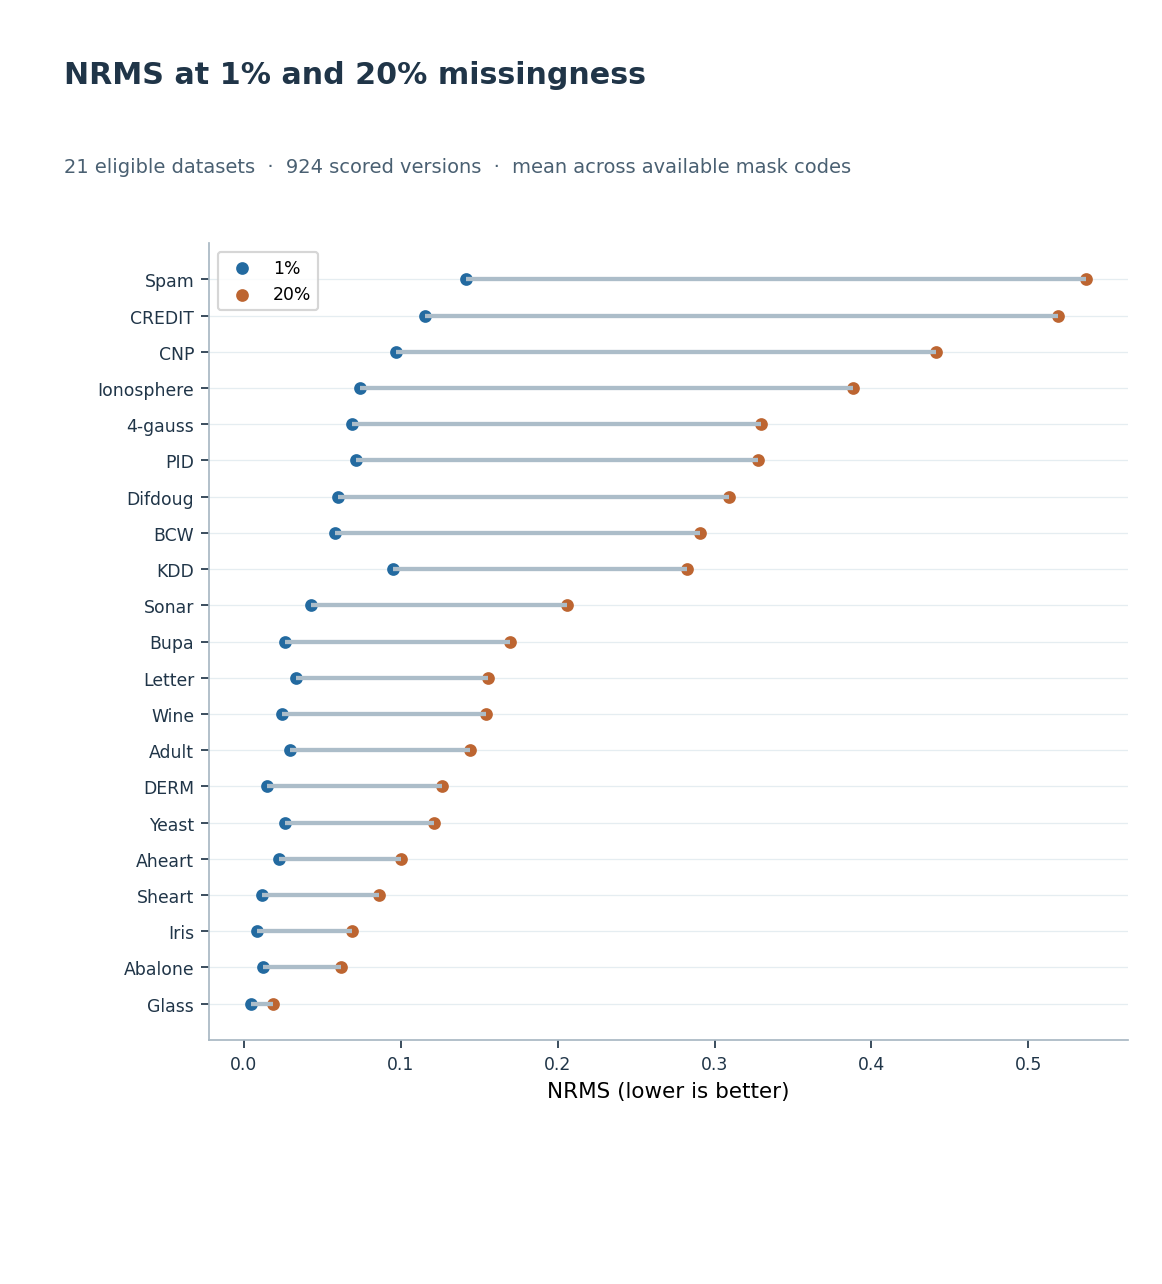 NRMS at 1% and 20% missingness
21 eligible datasets · 924 scored versions · mean across available mask codes
1%
20%
Spam
CREDIT
CNP
Ionosphere
4-gauss
PID
Difdoug
BCW
KDD
Sonar
Bupa
Letter
Wine
Adult
DERM
Yeast
Aheart
Sheart
Iris
Abalone
Glass
0.0 0.1 0.2 0.3 0.4 0.5
NRMS (lower is better)